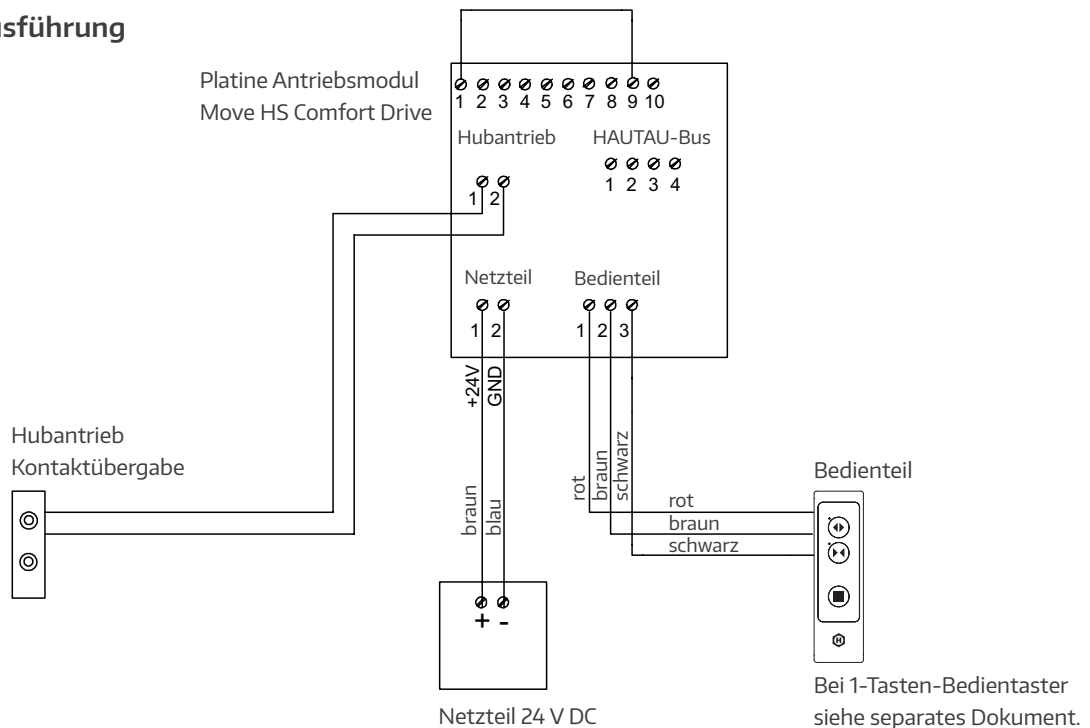 usführung
Platine Antriebsmodul
Move HS Comfort Drive
1 2 3 4 5 6 7 8 9 10
Hubantrieb
HAUTAU-Bus
1 2 3 4
1 2
Netzteil
Bedienteil
1 2
1 2 3
+24V
GND
braun
blau
rot
braun
schwarz
Hubantrieb
Kontaktübergabe
Bedienteil
rot
braun
schwarz
H
+ -
Netzteil 24 V DC
Bei 1-Tasten-Bedientaster
siehe separates Dokument.